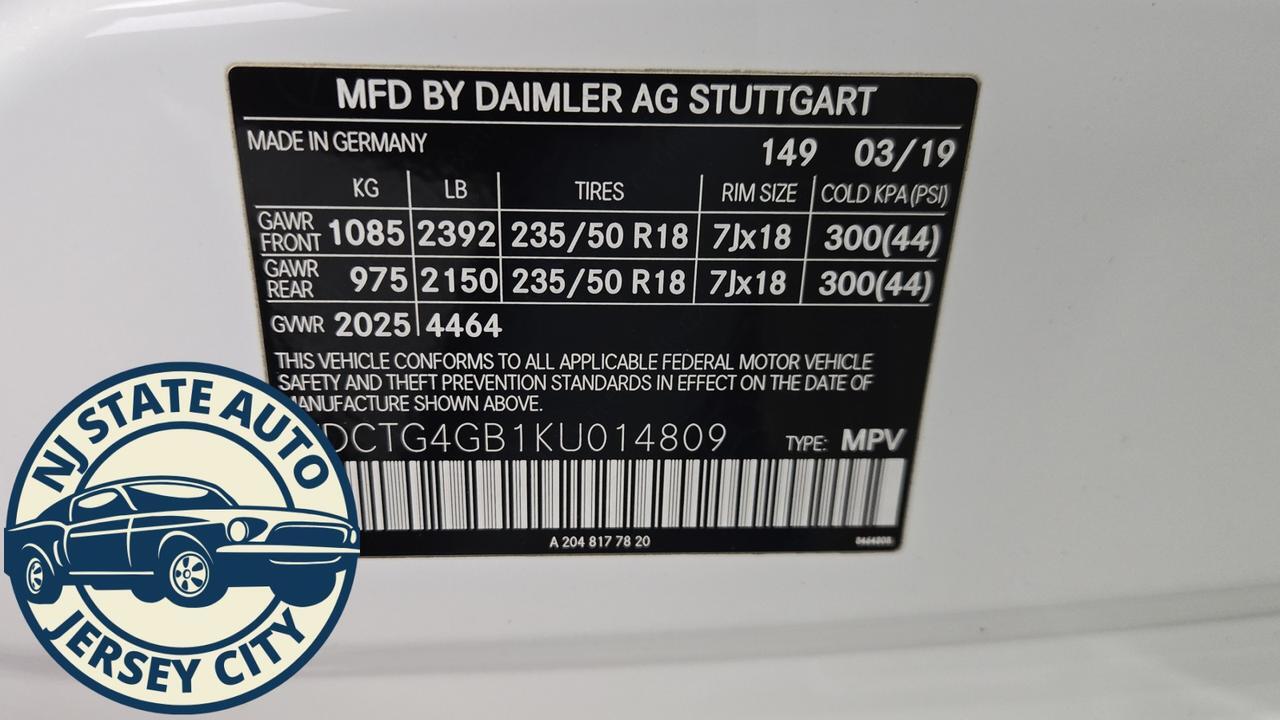 MFD BY DAIMLER AG STUTTGART
MADE IN GERMANY 149 03/19
KG LB TIRES RIM SIZE COLD KPA (PSI)
GAWR FRONT 1085 2392 235/50 R18 7Jx18 300(44)
GAWR REAR 975 2150 235/50 R18 7Jx18 300(44)
GVWR 2025 4464
THIS VEHICLE CONFORMS TO ALL APPLICABLE FEDERAL MOTOR VEHICLE
SAFETY AND THEFT PREVENTION STANDARDS IN EFFECT ON THE DATE OF
MANUFACTURE SHOWN ABOVE.
DCTG4GB1KU014809 TYPE: MPV
A 204 817 78 20
NJ STATE AUTO
JERSEY CITY